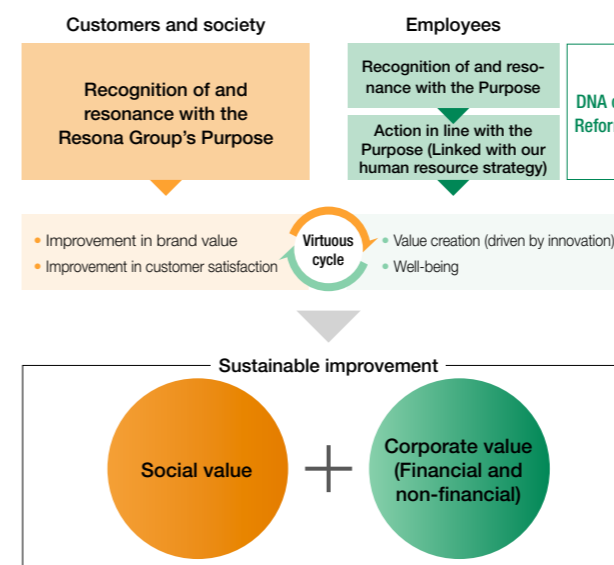 Customers and society
Employees
Recognition of and
resonance with the
Resona Group's Purpose
Recognition of and reso-
nance with the Purpose
Action in line with the
Purpose (Linked with our
human resource strategy)
DNA
• Improvement in brand value
• Improvement in customer satisfaction
Virtuous
cycle
• Value creation (driven by innovation)
• Well-being
Sustainable improvement
Social value
+
Corporate value
(Financial and
non-financial)